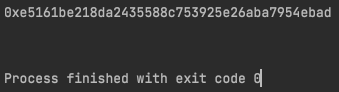 0xe5161be218da2435588c753925e26aba7954ebad
Process finished with exit code 0